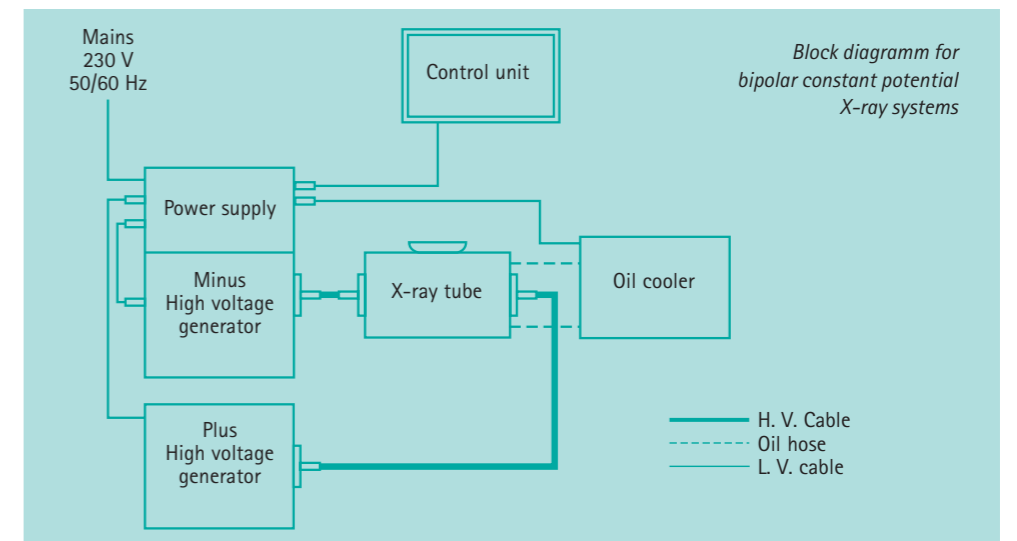 Mains
230 V
50/60 Hz
Control unit
Block diagramm for
bipolar constant potential
X-ray systems
Power supply
Minus
High voltage
generator
X-ray tube
Oil cooler
Plus
High voltage
generator
H. V. Cable
Oil hose
L. V. cable